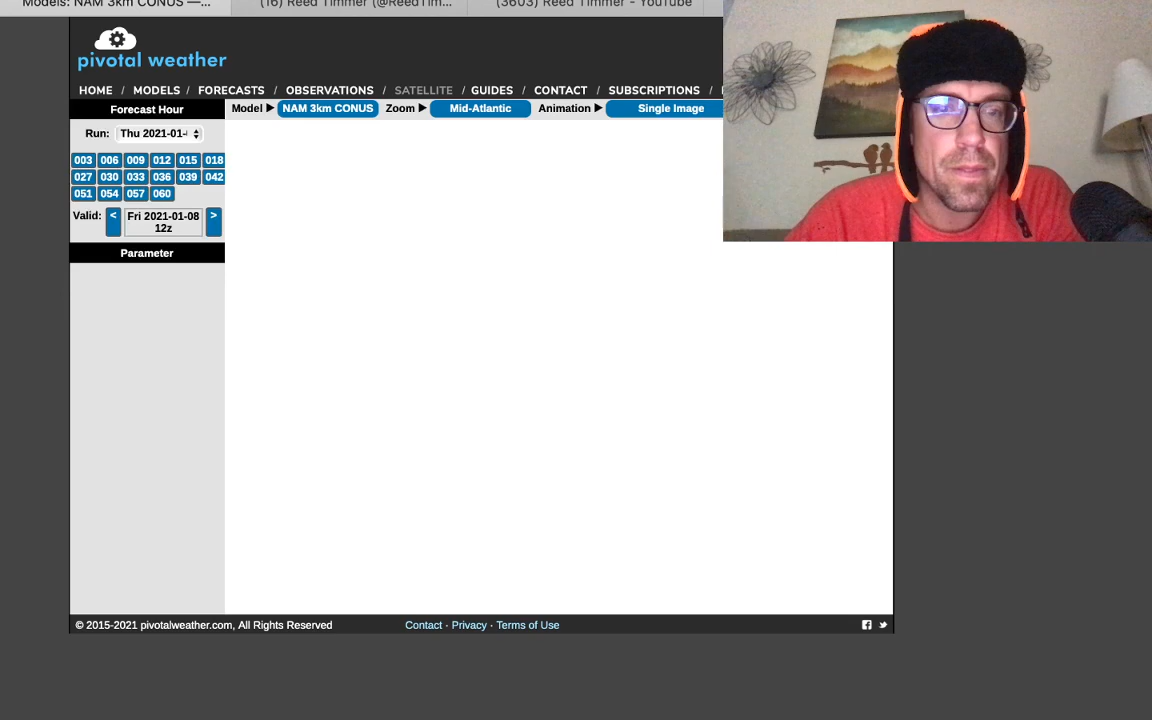 Models: NAM 3km CONUS —...
(16) Reed Timmer (@ReedTim...
(3603) Reed Timmer - YouTube
pivotal weather
HOME / MODELS / FORECASTS / OBSERVATIONS / SATELLITE / GUIDES / CONTACT / SUBSCRIPTIONS /
Forecast Hour
Model ▶ NAM 3km CONUS Zoom ▶ Mid-Atlantic Animation ▶ Single Image
Run: Thu 2021-01-
003 006 009 012 015 018
027 030 033 036 039 042
051 054 057 060
Valid: < Fri 2021-01-08 >
12z
Parameter
© 2015-2021 pivotalweather.com, All Rights Reserved
Contact · Privacy · Terms of Use